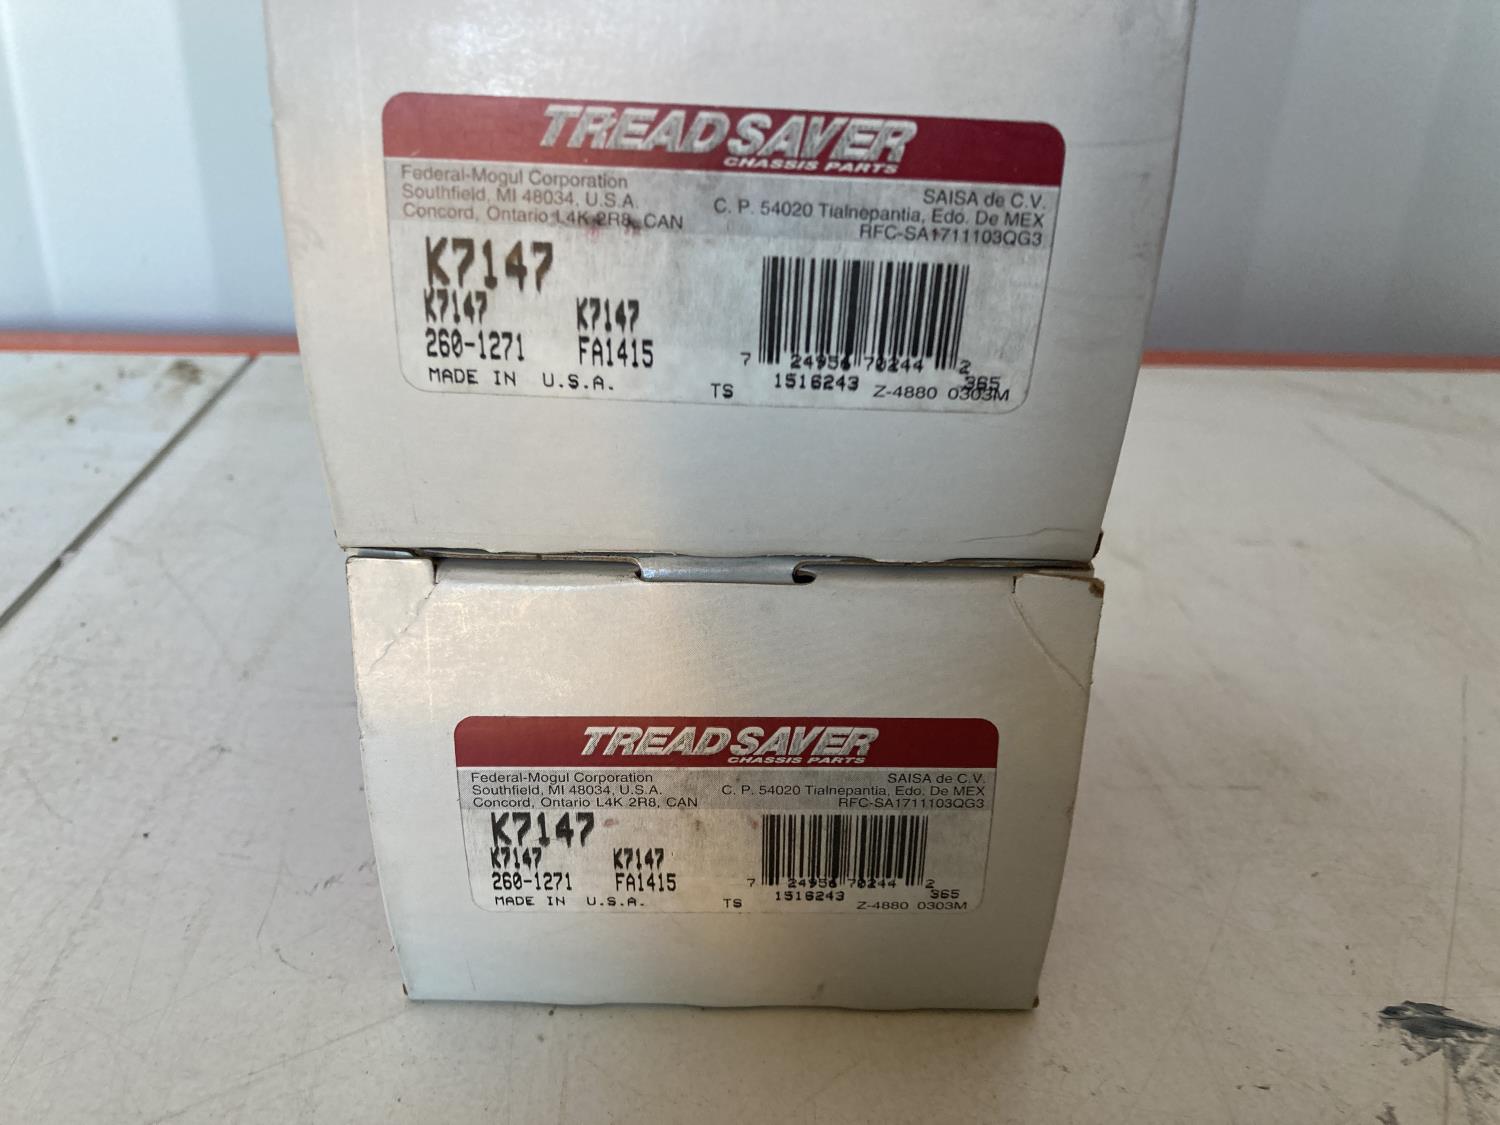 TREADSAVER
CHASSIS PARTS
Federal-Mogul Corporation
Southfield, MI 48034, U.S.A.
Concord, Ontario L4K 2R8, CAN
SAISA de C.V.
C. P. 54020 Tialnepantia, Edo. De MEX
RFC-SA1711103QG3
K7147
K7147 K7147
260-1271 FA1415
MADE IN U.S.A.
TS
7 24956 70244 2
1516243 365
Z-4880 0303M
TREADSAVER
CHASSIS PARTS
Federal-Mogul Corporation
Southfield, MI 48034, U.S.A.
Concord, Ontario L4K 2R8, CAN
SAISA de C.V.
C. P. 54020 Tialnepantia, Edo. De MEX
RFC-SA1711103QG3
K7147
K7147 K7147
260-1271 FA1415
MADE IN U.S.A.
TS
7 24956 70244 2
1516243 365
Z-4880 0303M